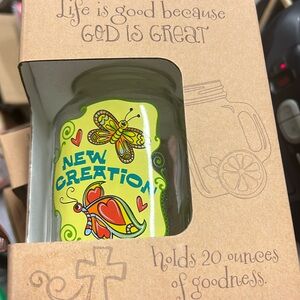 Life is good because
GOD IS GREAT
NEW
CREATION
holds 20 ounces
of goodness.